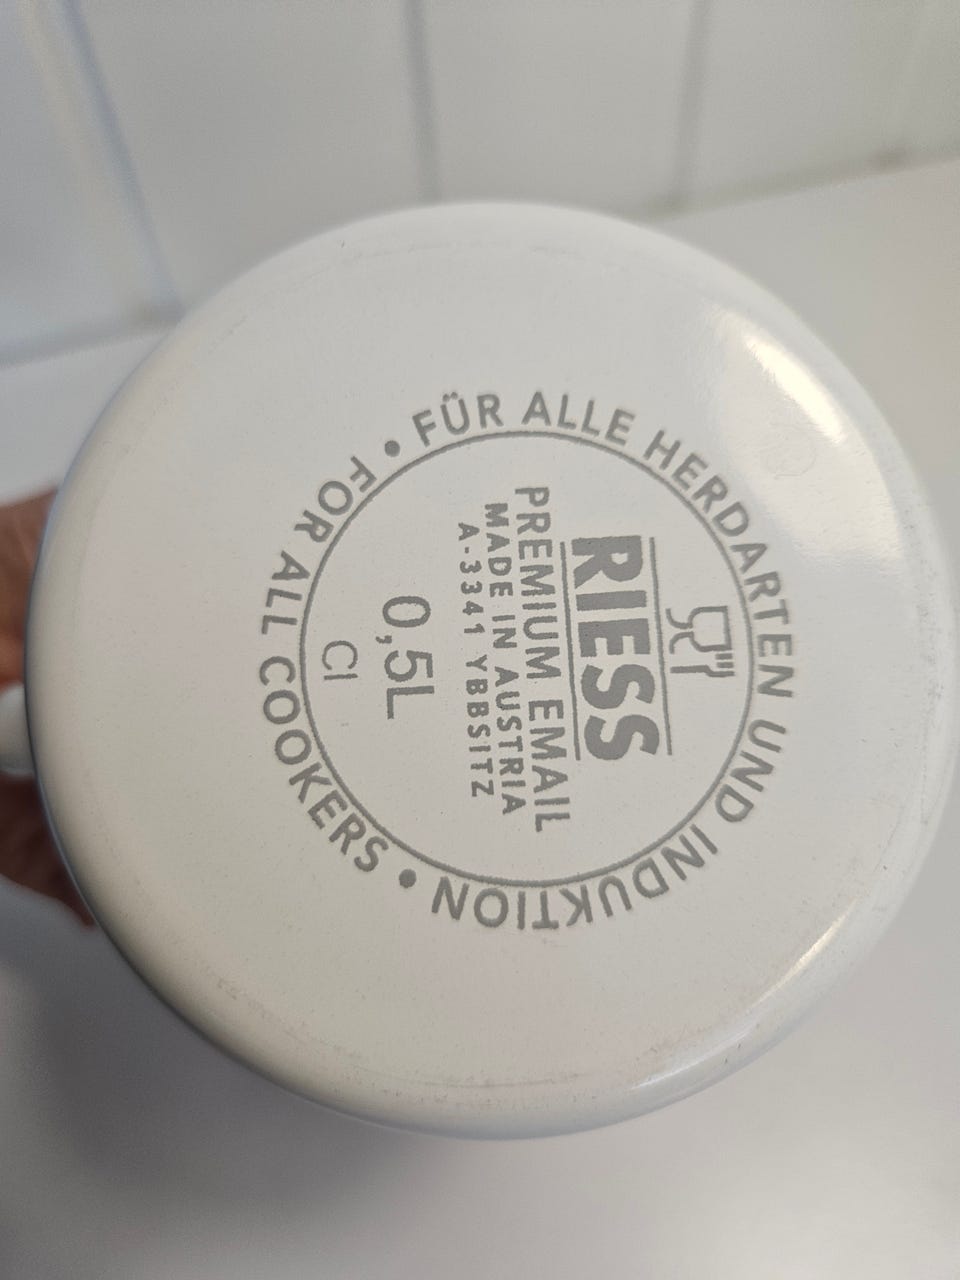 FÜR ALLE HERDARTEN UND INDUKTION • FOR ALL COOKERS •
RIESS
PREMIUM EMAIL
MADE IN AUSTRIA
A-3341 YBBSITZ
0,5L
CI